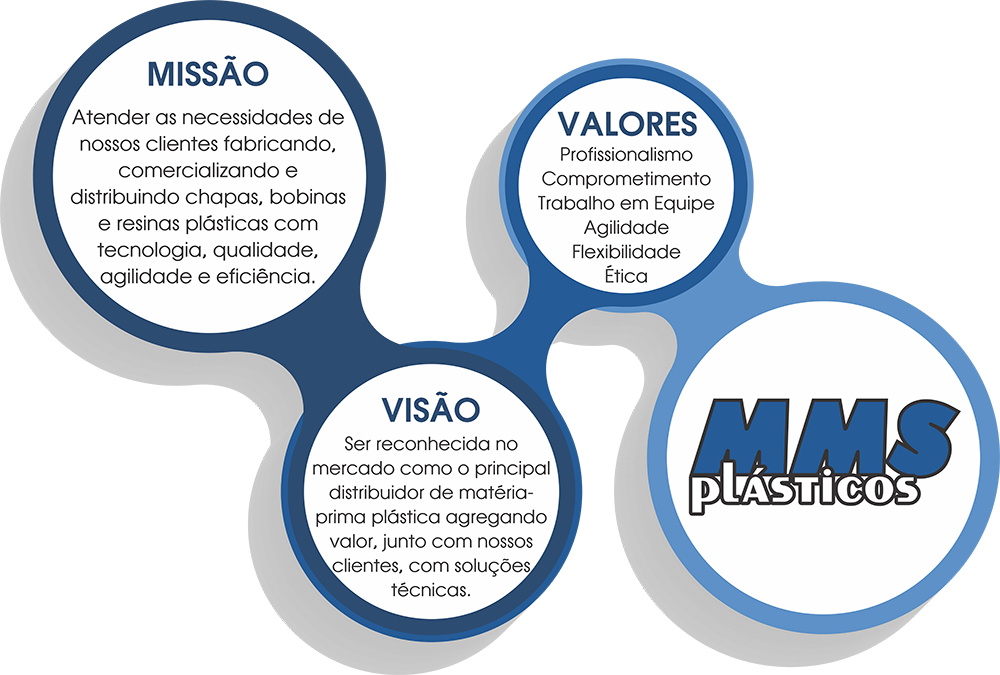 MISSÃO
Atender as necessidades de
nossos clientes fabricando,
comercializando e
distribuindo chapas, bobinas
e resinas plásticas com
tecnologia, qualidade,
agilidade e eficiência.
VISÃO
Ser reconhecida no
mercado como o principal
distribuidor de matéria-
prima plástica agregando
valor, junto com nossos
clientes, com soluções
técnicas.
VALORES
Profissionalismo
Comprometimento
Trabalho em Equipe
Agilidade
Flexibilidade
Ética
MMS
PLÁSTICOS